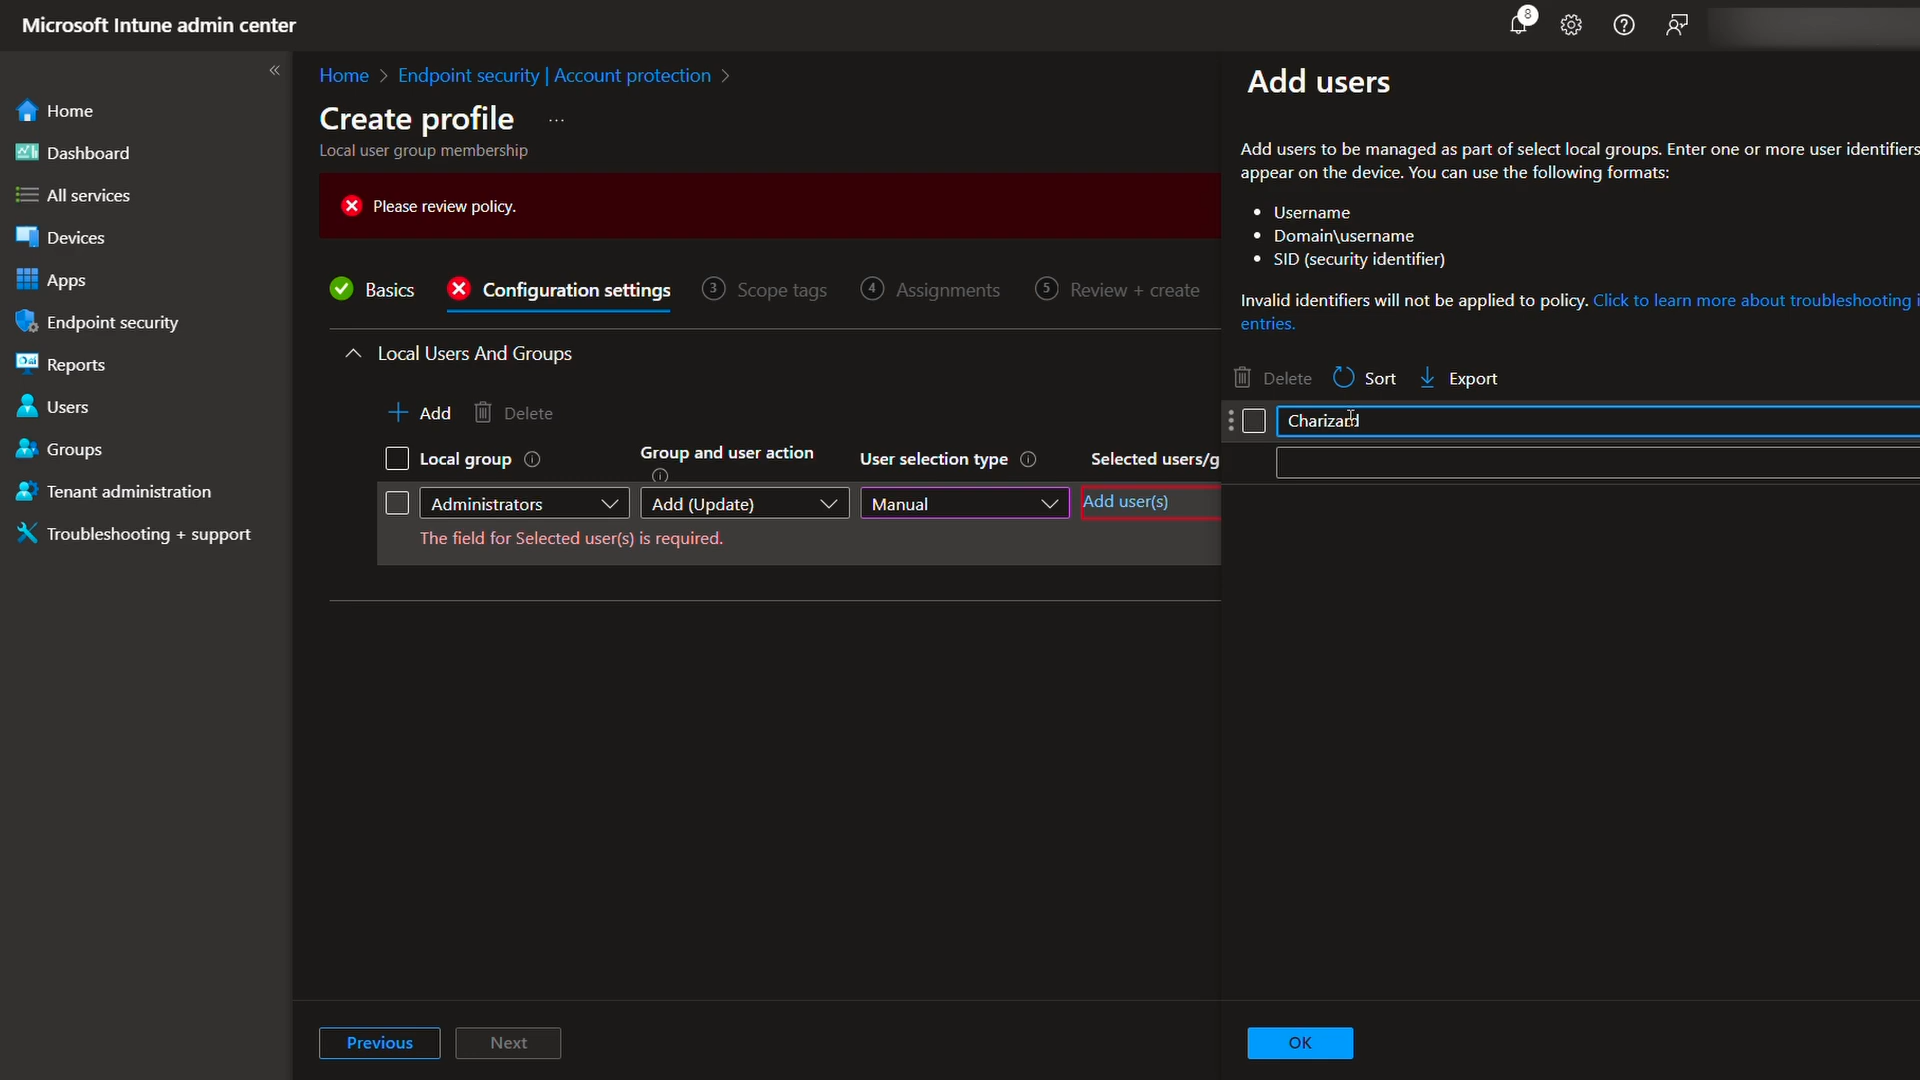 Microsoft Intune admin center
8
Home
Dashboard
All services
Devices
Apps
Endpoint security
Reports
Users
Groups
Tenant administration
Troubleshooting + support
Home > Endpoint security | Account protection >
Create profile ...
Local user group membership
Please review policy.
Basics
Configuration settings
3 Scope tags
4 Assignments
5 Review + create
Local Users And Groups
Add Delete
Local group
Group and user action
User selection type
Selected users/g
Administrators
Add (Update)
Manual
Add user(s)
The field for Selected user(s) is required.
Previous
Next
Add users
Add users to be managed as part of select local groups. Enter one or more user identifiers
appear on the device. You can use the following formats:
• Username
• Domain\username
• SID (security identifier)
Invalid identifiers will not be applied to policy. Click to learn more about troubleshooting i
entries.
Delete Sort Export
Charizard
OK